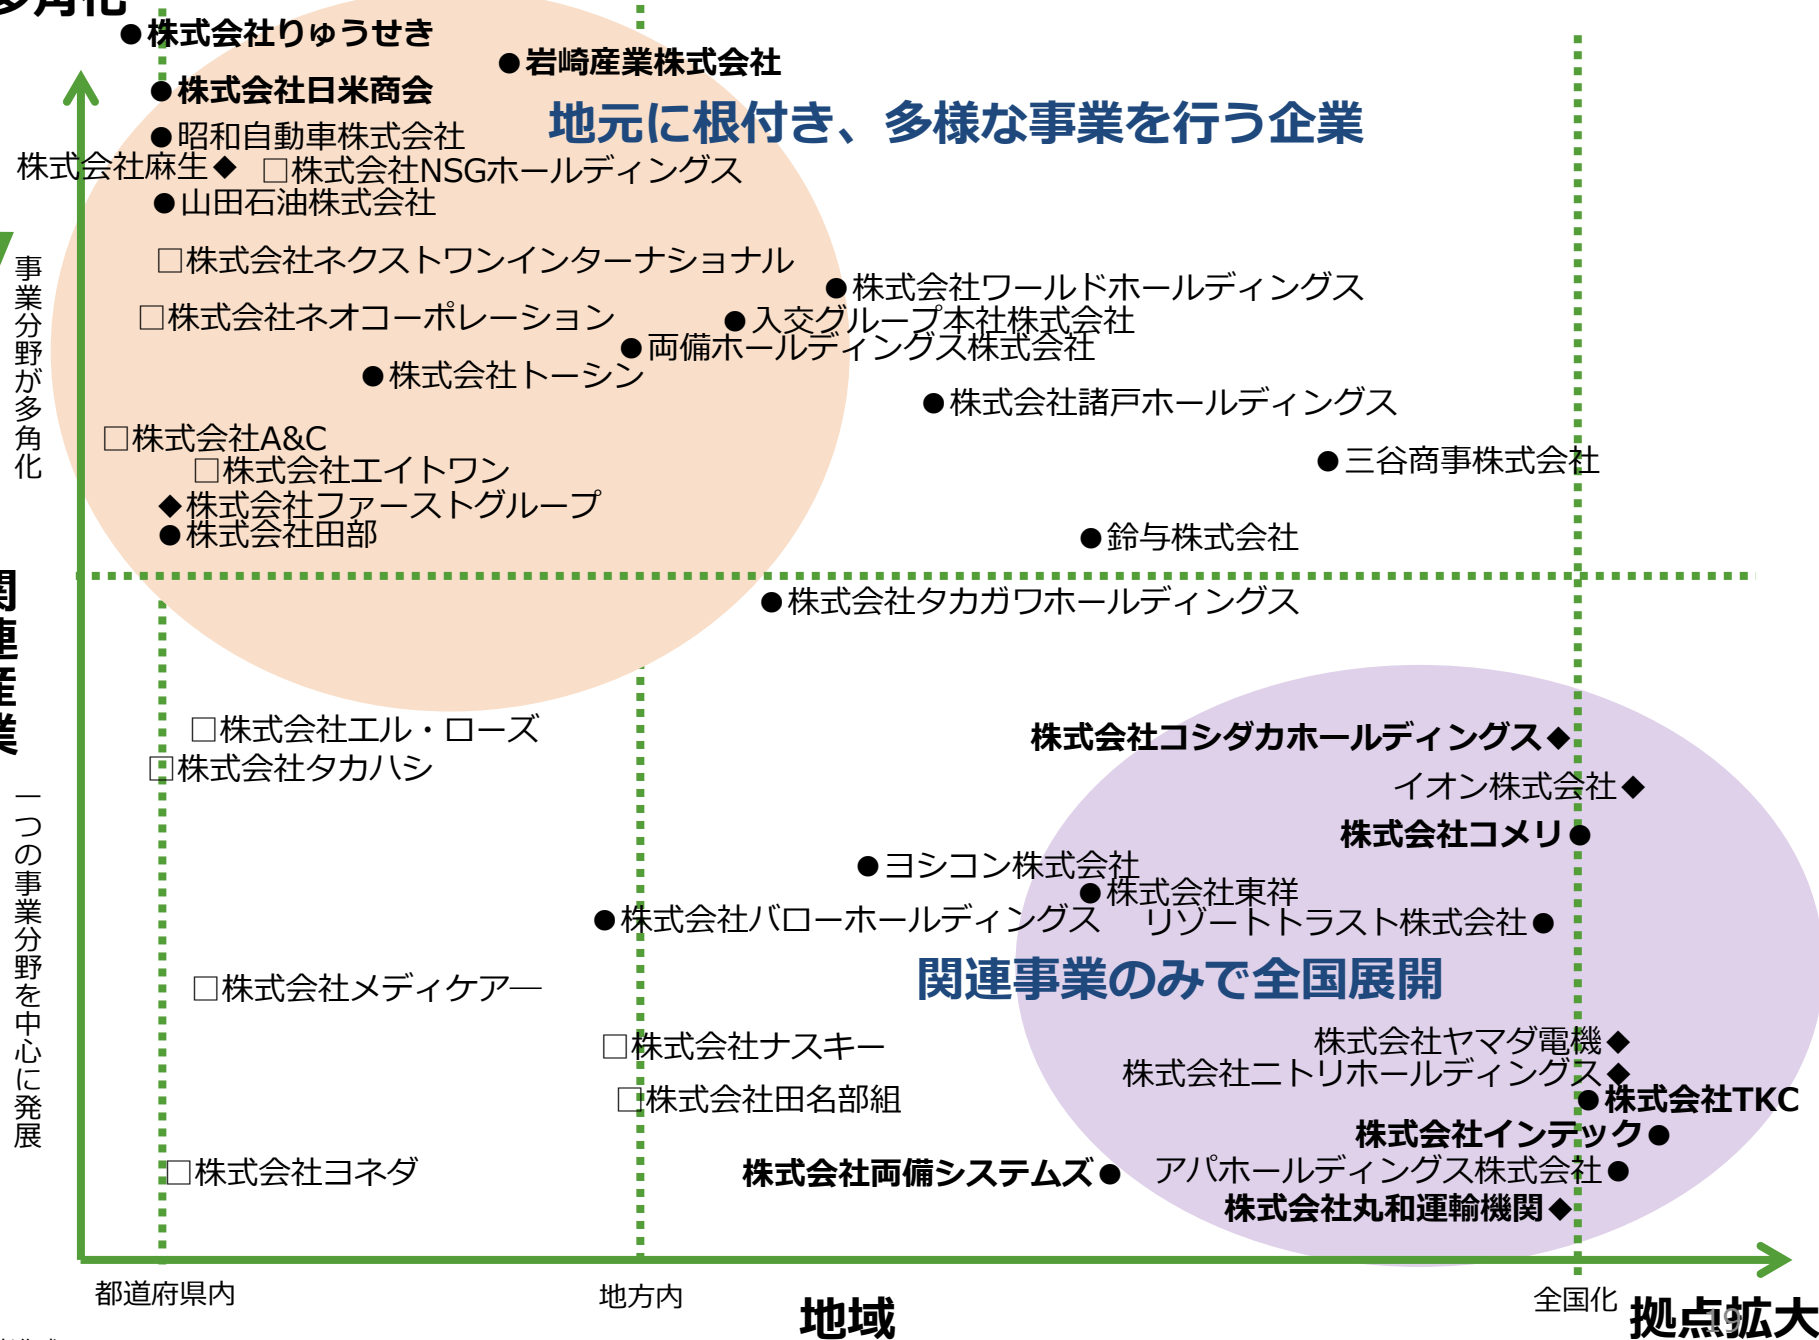 多角化
●株式会社りゅうせき
●岩崎産業株式会社
●株式会社日米商会
地元に根付き、多様な事業を行う企業
●昭和自動車株式会社
株式会社麻生◆
□株式会社NSGホールディングス
●山田石油株式会社
事業分野が多角化
□株式会社ネクストワンインターナショナル
●株式会社ワールドホールディングス
□株式会社ネオコーポレーション
●入交グループ本社株式会社
●両備ホールディングス株式会社
●株式会社トーシン
●株式会社諸戸ホールディングス
□株式会社A&C
●三谷商事株式会社
□株式会社エイトワン
◆株式会社ファーストグループ
●株式会社田部
●鈴与株式会社
関連産業
●株式会社タカガワホールディングス
□株式会社エル・ローズ
株式会社コシダカホールディングス◆
□株式会社タカハシ
イオン株式会社◆
一つの事業分野を中心に発展
株式会社コメリ●
●ヨシコン株式会社
●株式会社東祥
●株式会社バローホールディングス
リゾートトラスト株式会社●
関連事業のみで全国展開
□株式会社メディケアー
□株式会社ナスキー
株式会社ヤマダ電機◆
株式会社ニトリホールディングス◆
□株式会社田名部組
●株式会社TKC
株式会社インテック●
□株式会社ヨネダ
株式会社両備システムズ●
アパホールディングス株式会社●
株式会社丸和運輸機関◆
都道府県内
地方内
地域
全国化
拠点拡大
19